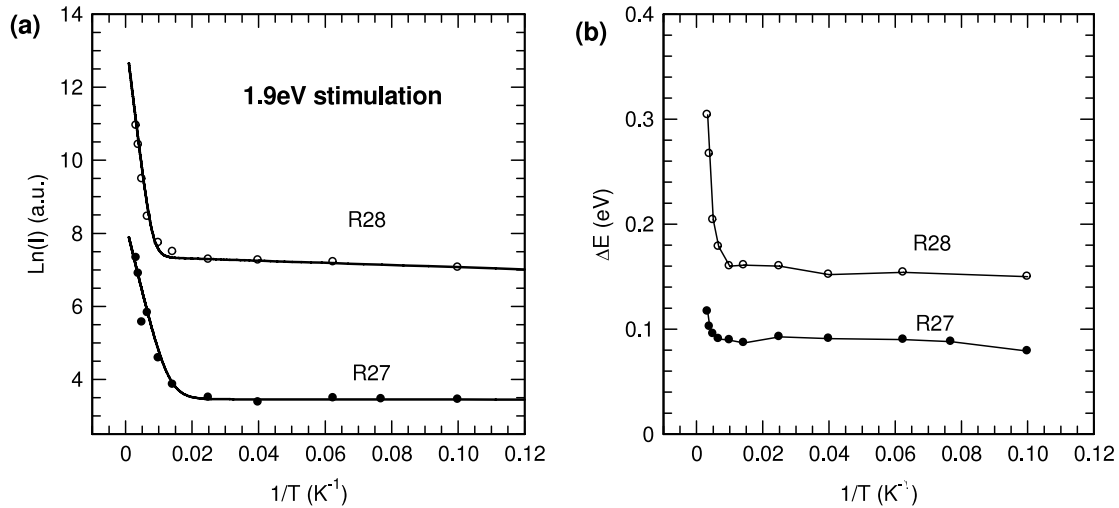 (a)
14
12
10
8
6
4
Ln(I) (a.u.)
1.9eV stimulation
R28
R27
0 0.02 0.04 0.06 0.08 0.10 0.12
1/T (K⁻¹)
(b)
0.4
0.3
0.2
0.1
0
ΔE (eV)
R28
R27
0 0.02 0.04 0.06 0.08 0.10 0.12
1/T (K⁻